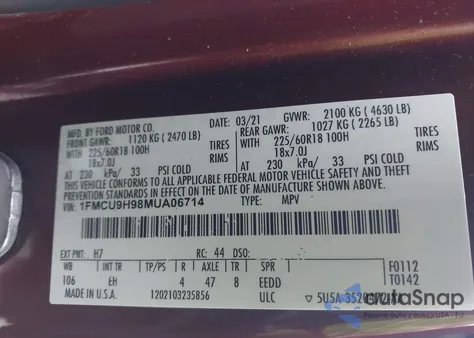 MFD. BY FORD MOTOR CO. 03/21 GVWR: 2100 KG (4630 LB)
FRONT GAWR: 1120 KG (2470 LB) REAR GAWR: 1027 KG (2265 LB)
WITH 225/60R18 100H TIRES WITH 225/60R18 100H TIRES
18x7.0J 18x7.0J RIMS
AT 230 kPa/ 33 PSI COLD AT 230 kPa/ 33 PSI COLD
THIS VEHICLE CONFORMS TO ALL APPLICABLE FEDERAL MOTOR VEHICLE SAFETY AND THEFT
PREVENTION STANDARDS IN EFFECT ON THE DATE OF MANUFACTURE SHOWN ABOVE.
VIN: 1FMCU9H98MUA06714 TYPE: MPV
EXT PNT: H7 RC: 44 DSO: F0112
WB INT TR TP/PS R AXLE TR SPR T0142
106 EH 4 47 8 EEDD
MADE IN U.S.A. 1202103235856 ULC
autoSnap